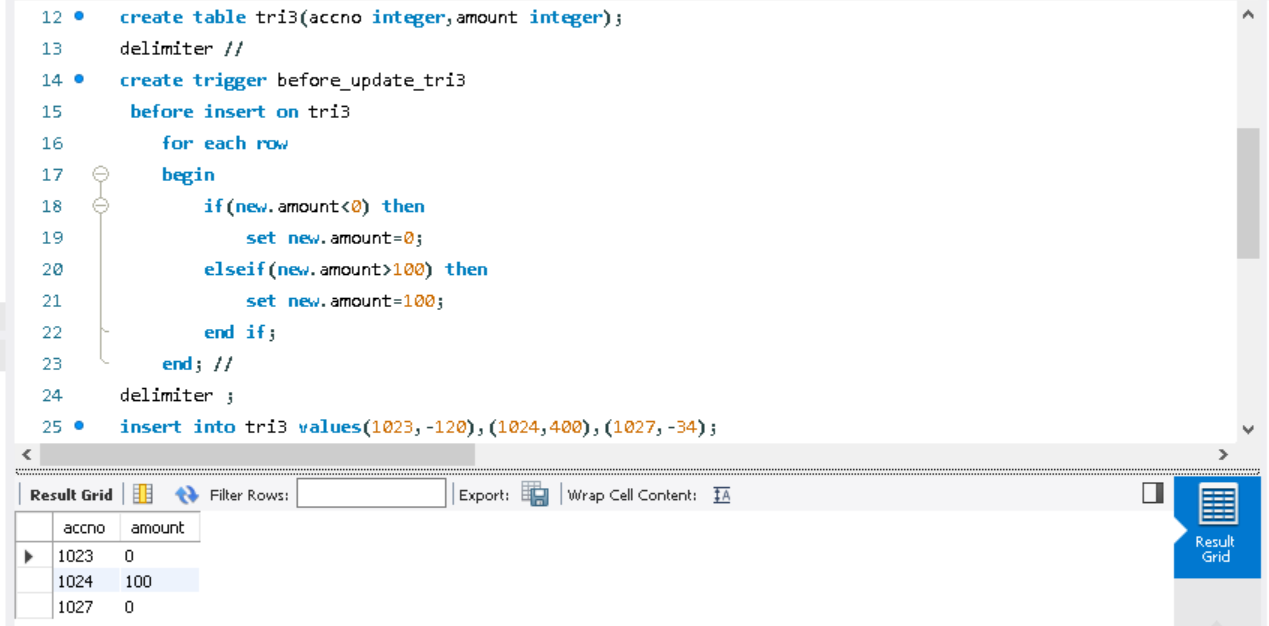 12 create table tri3(accno integer,amount integer);
13 delimiter //
14 create trigger before_update_tri3
15 before insert on tri3
16 for each row
17 begin
18 if(new.amount<0) then
19 set new.amount=0;
20 elseif(new.amount>100) then
21 set new.amount=100;
22 end if;
23 end; //
24 delimiter ;
25 insert into tri3 values(1023,-120),(1024,400),(1027,-34);
Result Grid Filter Rows: Export: Wrap Cell Content: IA
accno amount
1023 0
1024 100
1027 0
Result
Grid